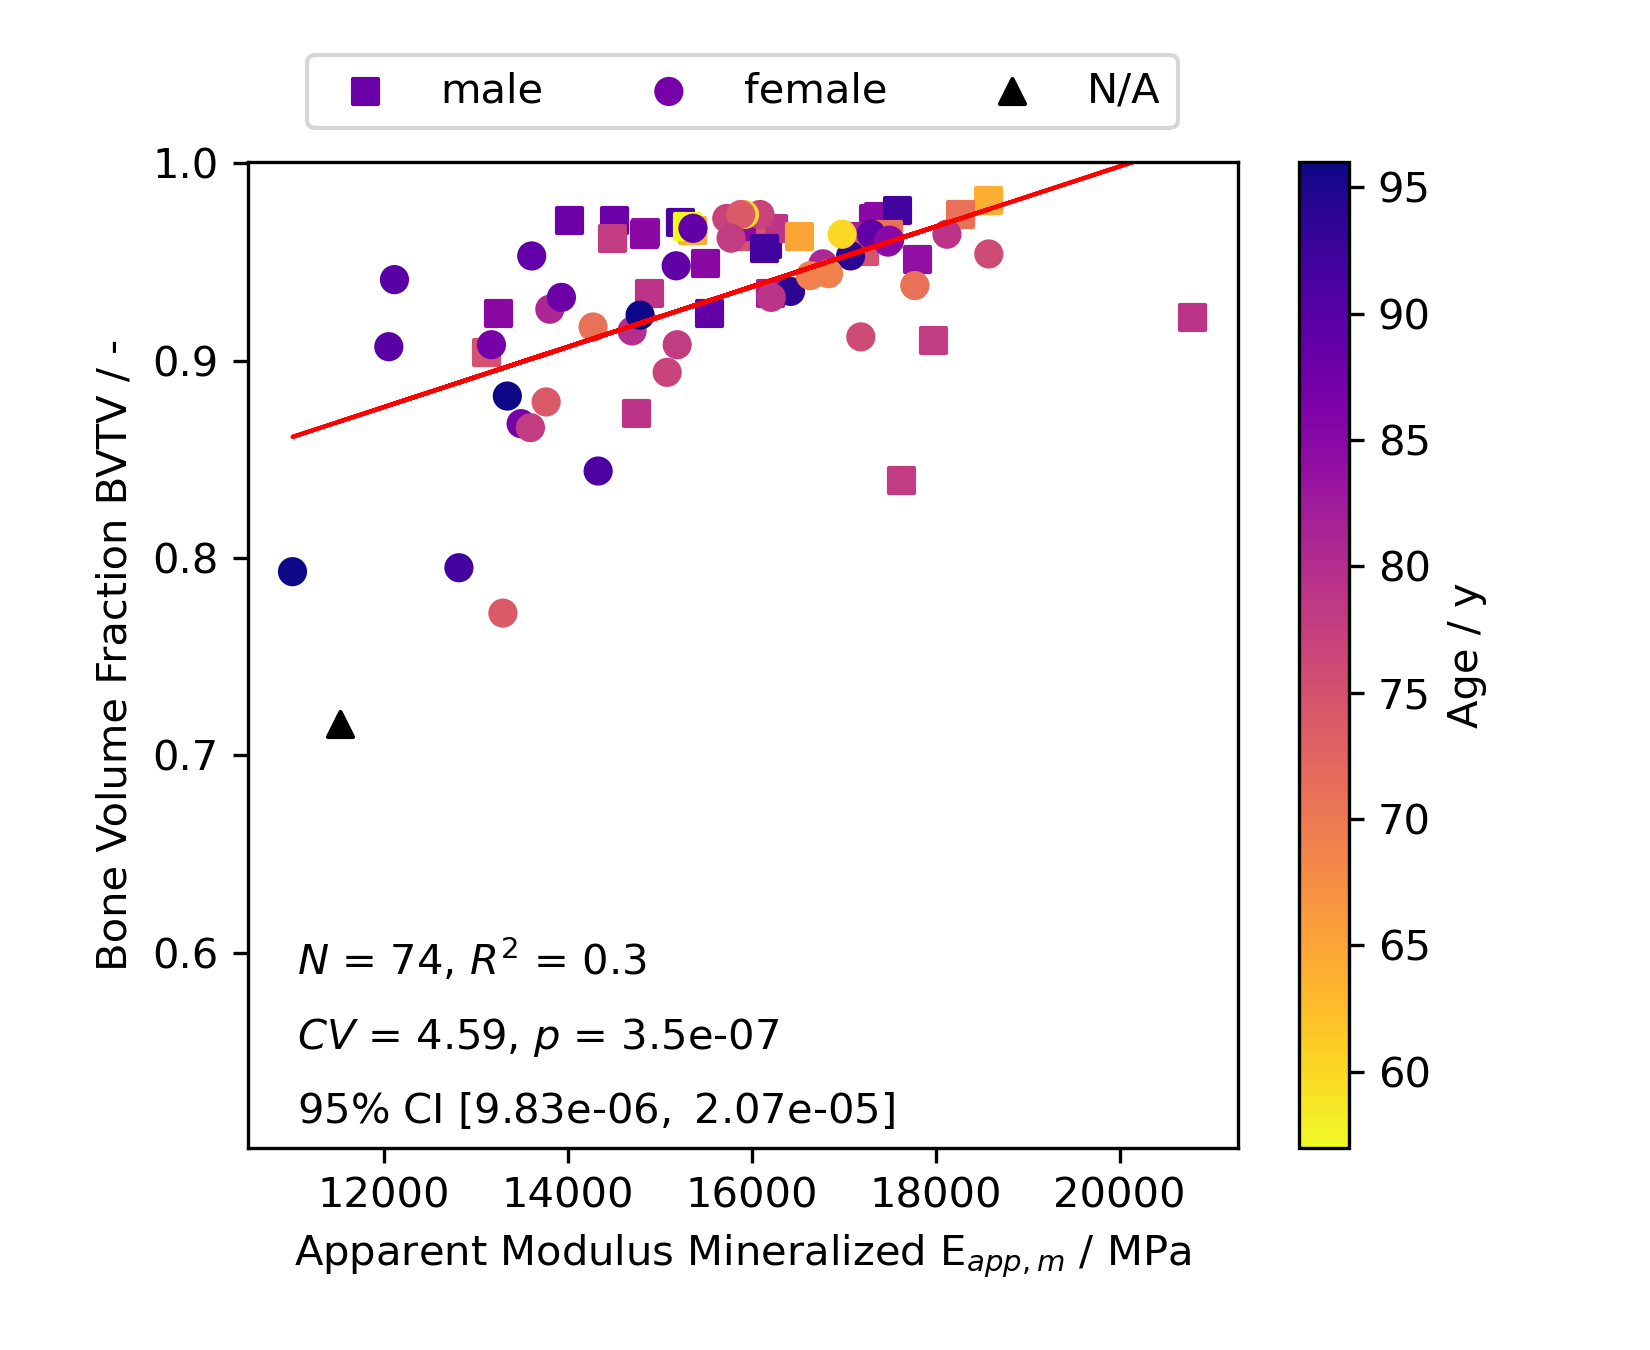 male female N/A
1.0
0.9
0.8
0.7
0.6
Bone Volume Fraction BVTV / -
N = 74, R² = 0.3
CV = 4.59, p = 3.5e-07
95% CI [9.83e-06, 2.07e-05]
12000 14000 16000 18000 20000
Apparent Modulus Mineralized E_app,m / MPa
95
90
85
80
75
70
65
60
Age / y